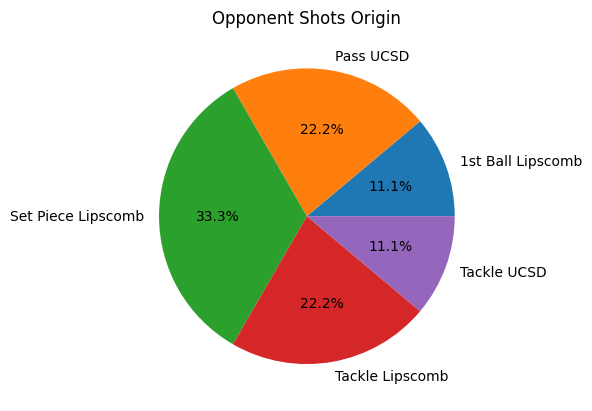 Opponent Shots Origin
Pass UCSD
22.2%
1st Ball Lipscomb
11.1%
Set Piece Lipscomb
33.3%
11.1%
Tackle UCSD
22.2%
Tackle Lipscomb